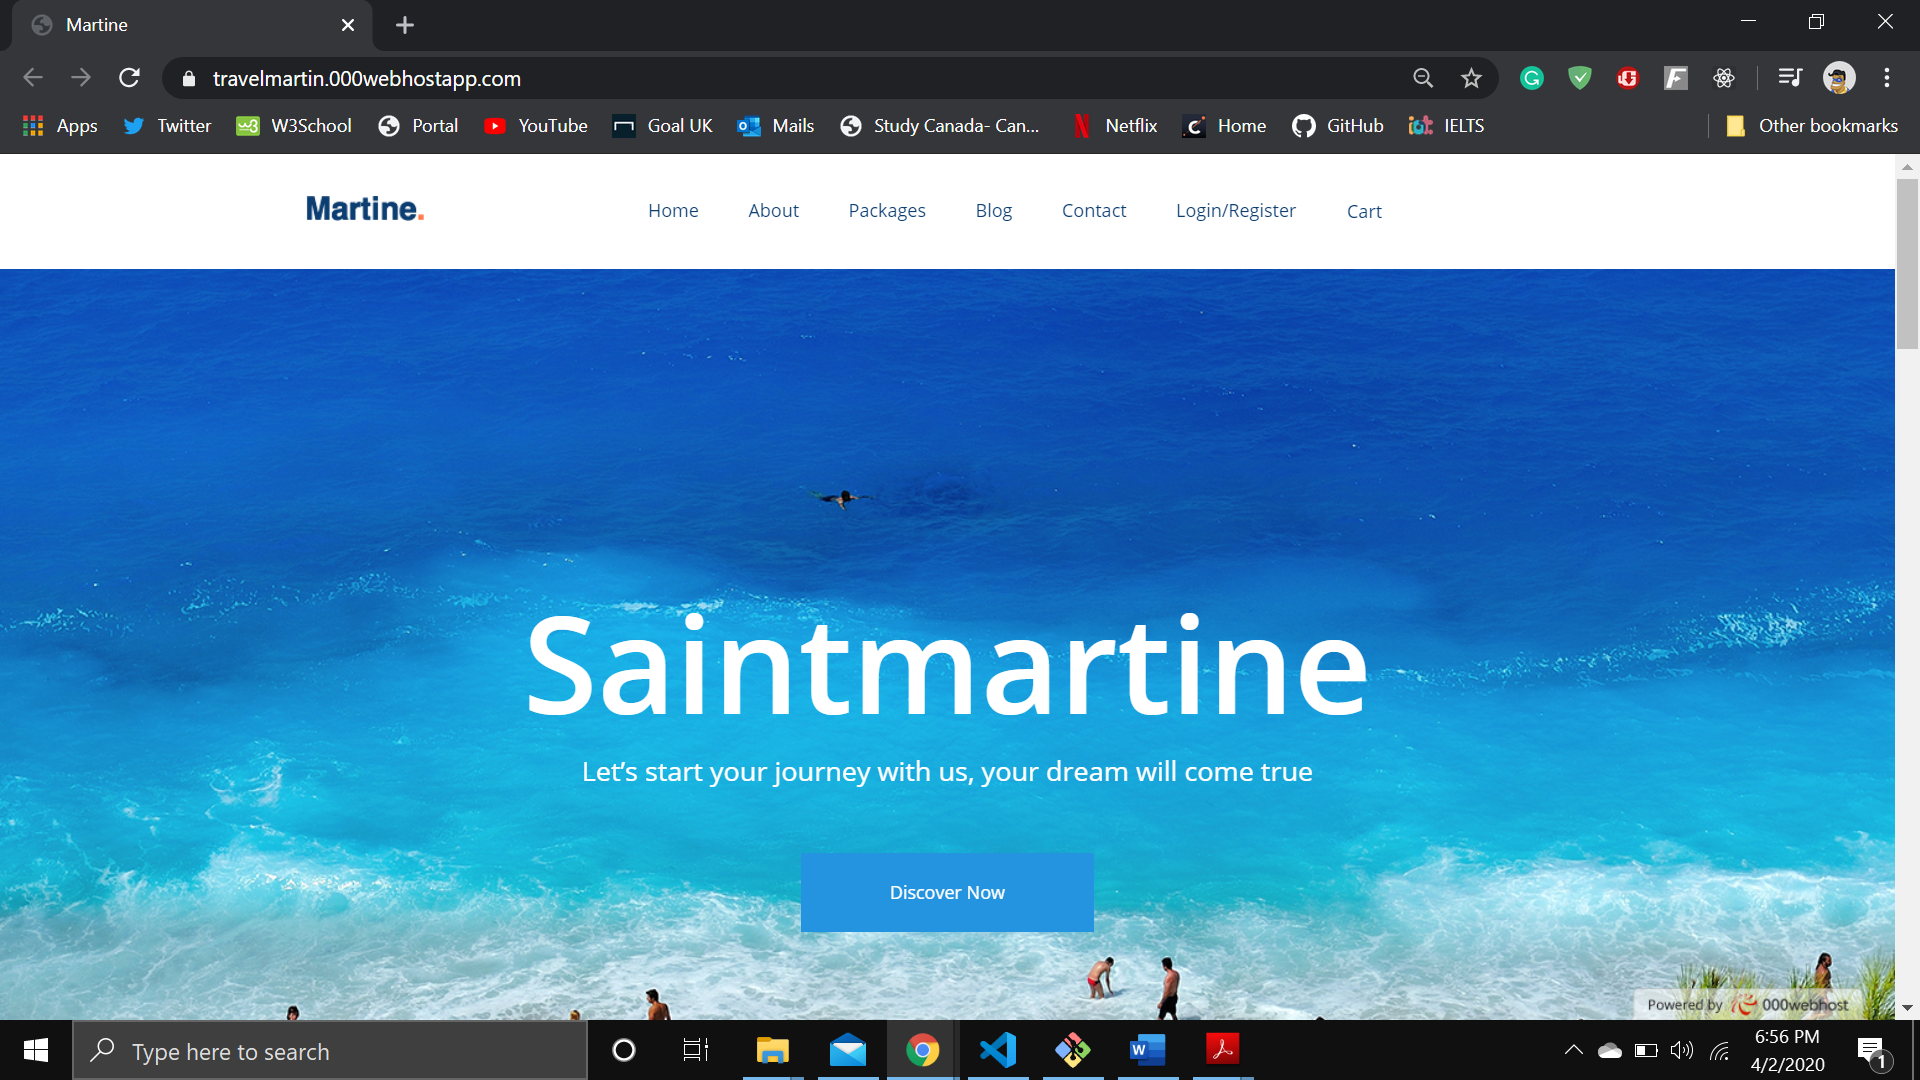 Martine
travelmartin.000webhostapp.com
Apps Twitter W3School Portal YouTube Goal UK Mails Study Canada- Can... Netflix Home GitHub IELTS Other bookmarks
Martine. Home About Packages Blog Contact Login/Register Cart
Saintmartine
Let’s start your journey with us, your dream will come true
Discover Now
Powered by 000webhost
Type here to search
6:56 PM
4/2/2020
1